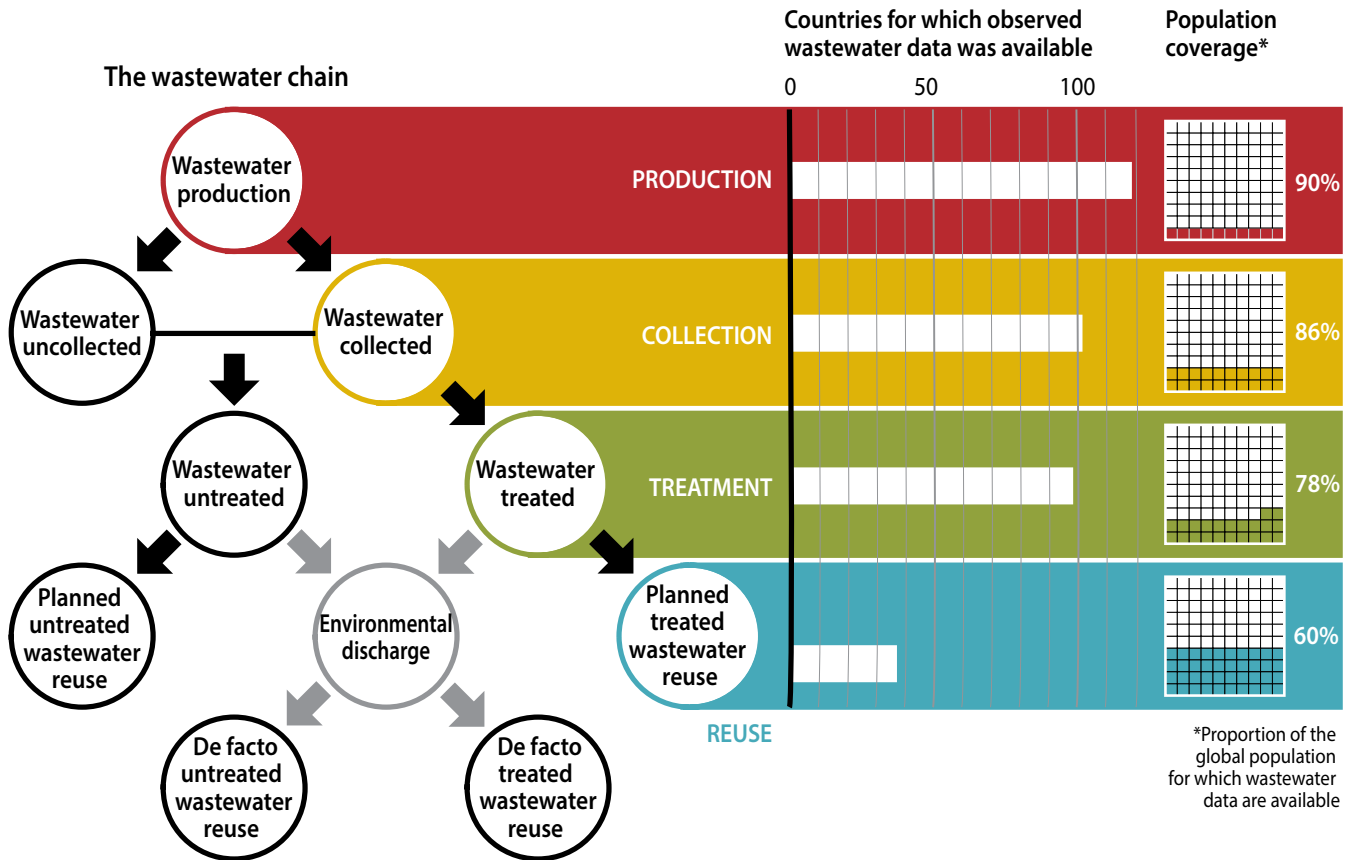 Countries for which observed
wastewater data was available
Population
coverage*
The wastewater chain
0 50 100
Wastewater
production
PRODUCTION
90%
Wastewater
uncollected
Wastewater
collected
COLLECTION
86%
Wastewater
untreated
Wastewater
treated
TREATMENT
78%
Planned
untreated
wastewater
reuse
Environmental
discharge
Planned
treated
wastewater
reuse
60%
REUSE
De facto
untreated
wastewater
reuse
De facto
treated
wastewater
reuse
*Proportion of the
global population
for which wastewater
data are available